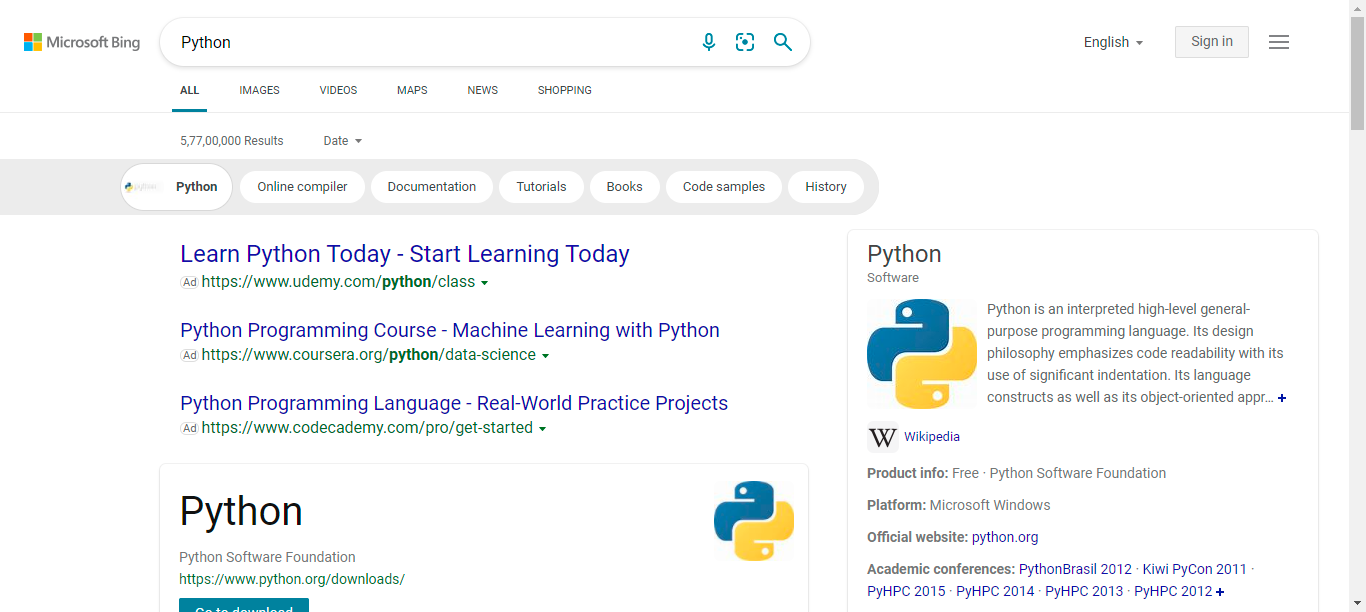 Microsoft Bing
Python
English
Sign in
ALL
IMAGES
VIDEOS
MAPS
NEWS
SHOPPING
5,77,00,000 Results
Date
Python
Online compiler
Documentation
Tutorials
Books
Code samples
History
Learn Python Today - Start Learning Today
Ad https://www.udemy.com/python/class
Python Programming Course - Machine Learning with Python
Ad https://www.coursera.org/python/data-science
Python Programming Language - Real-World Practice Projects
Ad https://www.codecademy.com/pro/get-started
Python
Python Software Foundation
https://www.python.org/downloads/
Go to download
Python
Software
Python is an interpreted high-level general-
purpose programming language. Its design
philosophy emphasizes code readability with its
use of significant indentation. Its language
constructs as well as its object-oriented appr... +
W Wikipedia
Product info: Free · Python Software Foundation
Platform: Microsoft Windows
Official website: python.org
Academic conferences: PythonBrasil 2012 · Kiwi PyCon 2011 ·
PyHPC 2015 · PyHPC 2014 · PyHPC 2013 · PyHPC 2012 +